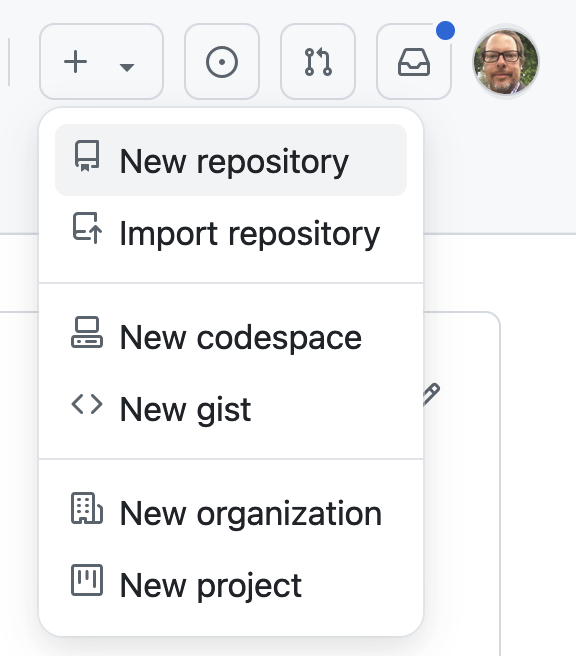 New repository
Import repository
New codespace
New gist
New organization
New project